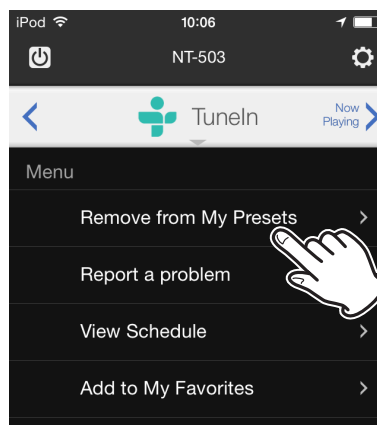 iPod 10:06
NT-503
TuneIn
Now
Playing
Menu
Remove from My Presets
Report a problem
View Schedule
Add to My Favorites